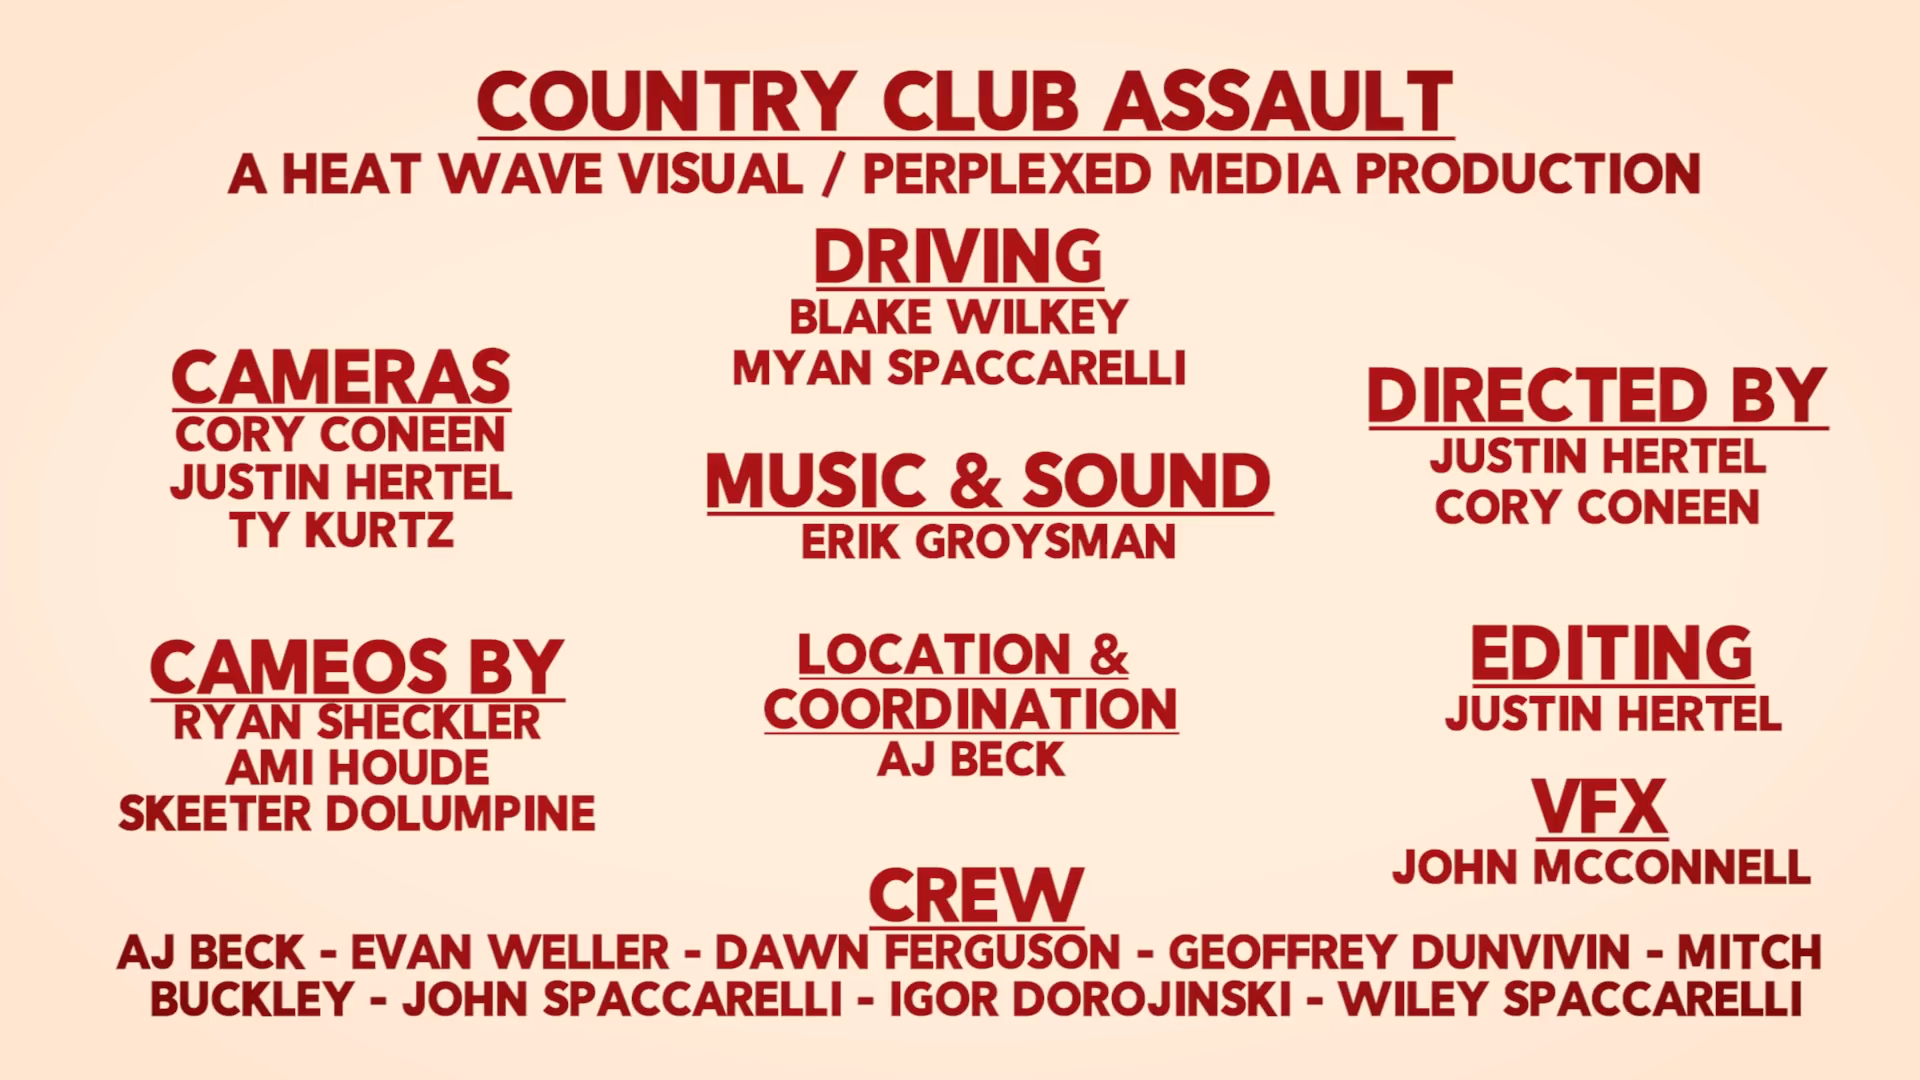 COUNTRY CLUB ASSAULT
A HEAT WAVE VISUAL / PERPLEXED MEDIA PRODUCTION
DRIVING
BLAKE WILKEY
MYAN SPACCARELLI
CAMERAS
CORY CONEEN
JUSTIN HERTEL
TY KURTZ
MUSIC & SOUND
ERIK GROYSMAN
DIRECTED BY
JUSTIN HERTEL
CORY CONEEN
CAMEOS BY
RYAN SHECKLER
AMI HOUDE
SKEETER DOLUMPINE
LOCATION &
COORDINATION
AJ BECK
EDITING
JUSTIN HERTEL
VFX
JOHN MCCONNELL
CREW
AJ BECK - EVAN WELLER - DAWN FERGUSON - GEOFFREY DUNVIVIN - MITCH
BUCKLEY - JOHN SPACCARELLI - IGOR DOROJINSKI - WILEY SPACCARELLI